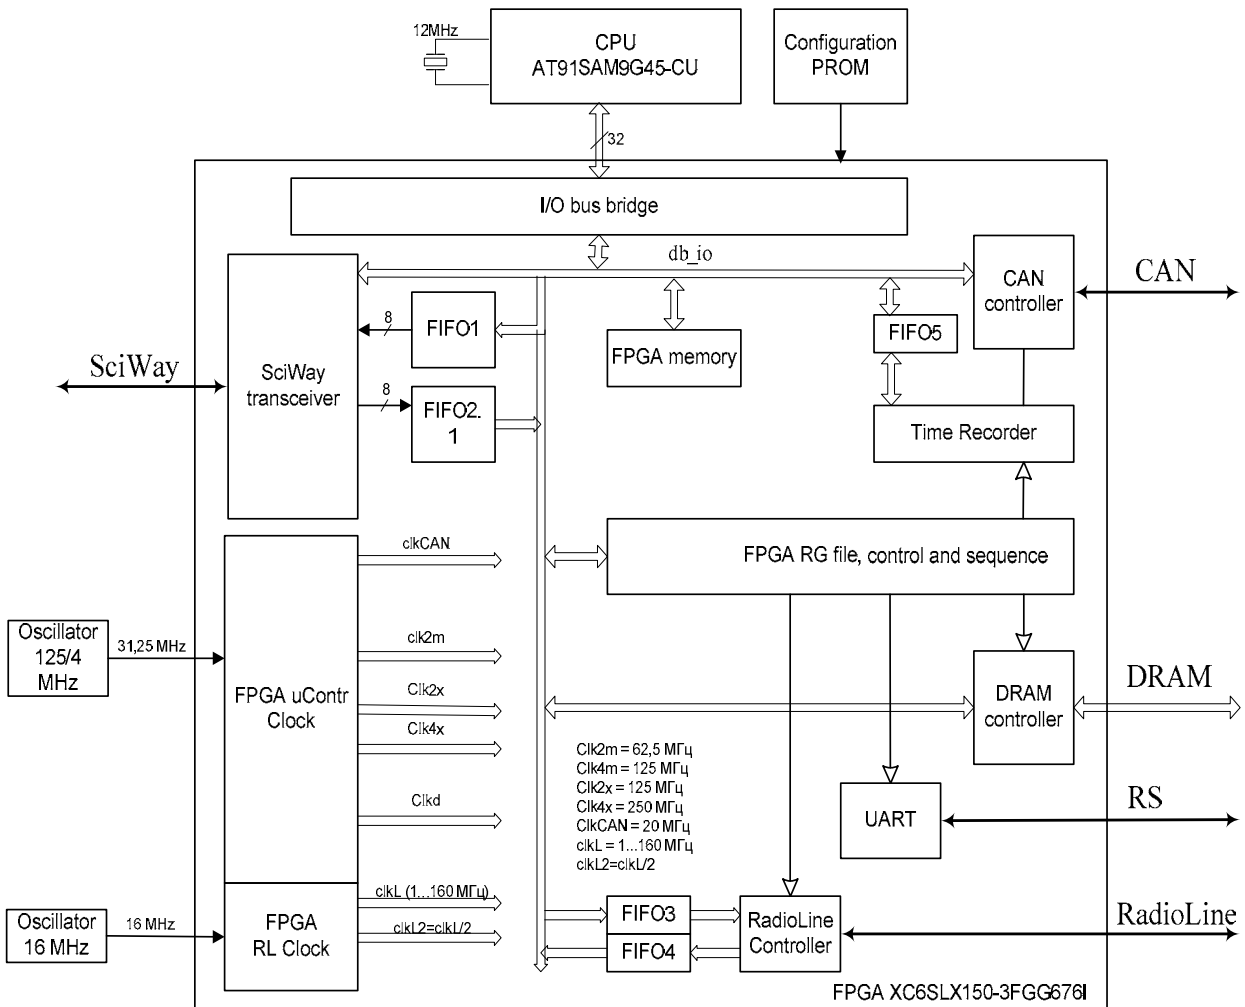 12MHz
CPU
AT91SAM9G45-CU
Configuration
PROM
32
I/O bus bridge
db_io
CAN
controller
CAN
SciWay
SciWay
transceiver
8
FIFO1
8
FIFO2.
1
FPGA memory
FIFO5
Time Recorder
FPGA RG file, control and sequence
clkCAN
Oscillator
125/4
MHz
31,25 MHz
FPGA uContr
Clock
clk2m
Clk2x
Clk4x
Clkd
DRAM
controller
DRAM
Clk2m = 62,5 МГц
Clk4m = 125 МГц
Clk2x = 125 МГц
Clk4x = 250 МГц
ClkCAN = 20 МГц
clkL = 1...160 МГц
clkL2=clkL/2
UART
RS
Oscillator
16 MHz
16 MHz
FPGA
RL Clock
clkL (1...160 МГц)
clkL2=clkL/2
FIFO3
FIFO4
RadioLine
Controller
RadioLine
FPGA XC6SLX150-3FGG676I